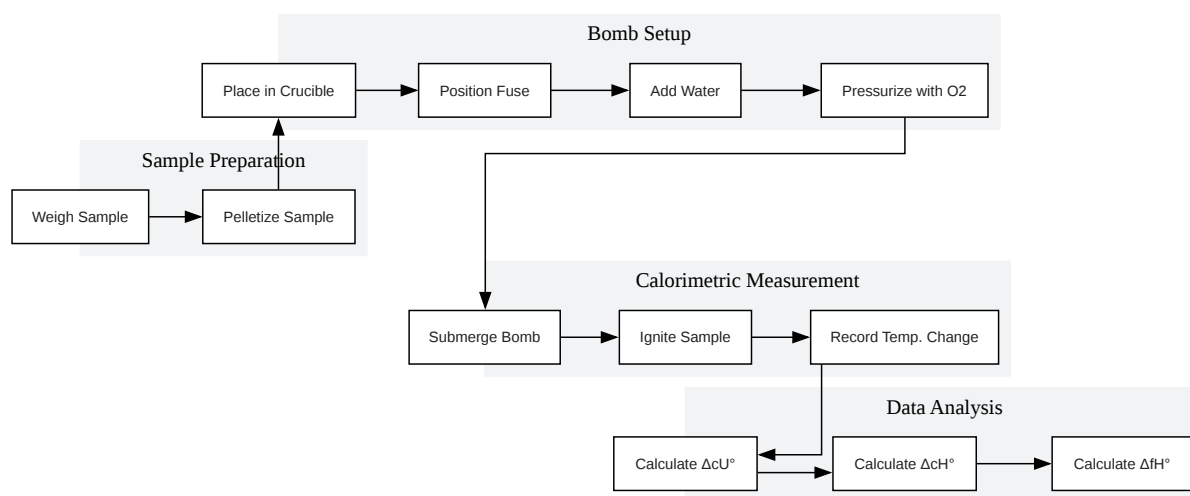 Bomb Setup
Place in Crucible
Position Fuse
Add Water
Pressurize with O2
Sample Preparation
Weigh Sample
Pelletize Sample
Calorimetric Measurement
Submerge Bomb
Ignite Sample
Record Temp. Change
Data Analysis
Calculate ΔcU°
Calculate ΔcH°
Calculate ΔfH°